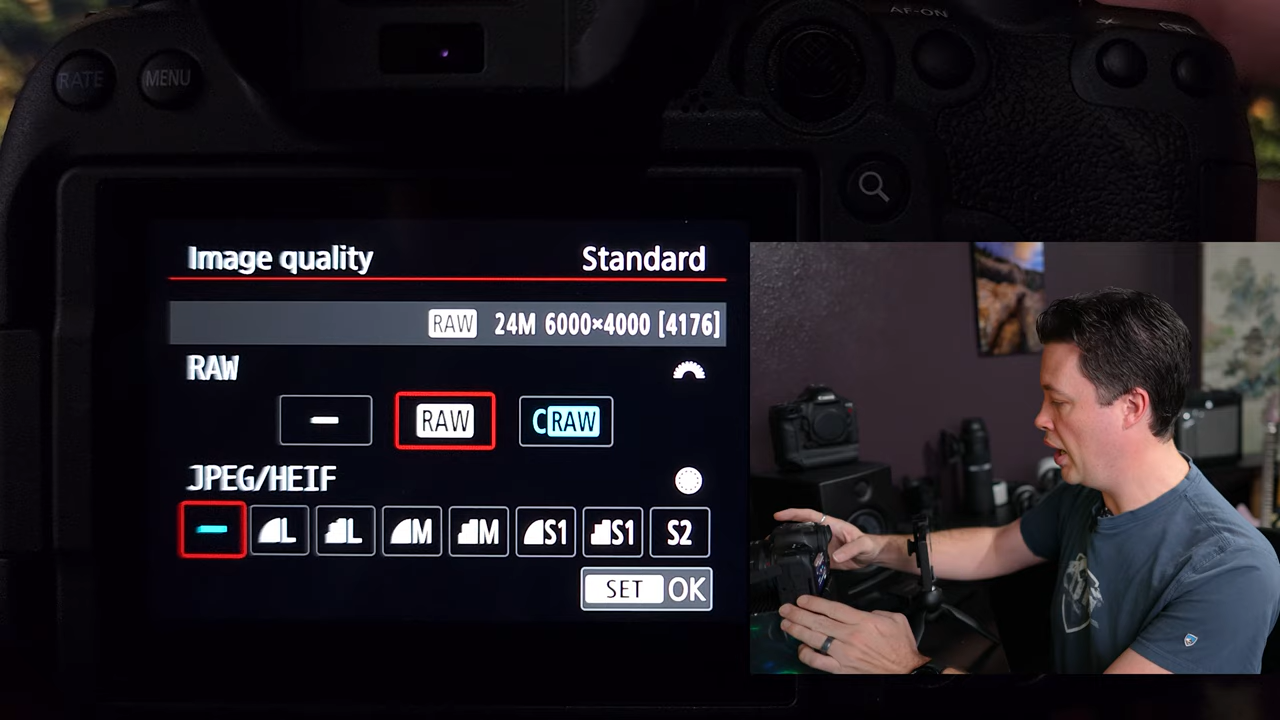 AF-ON
RATE MENU
Image quality Standard
RAW 24M 6000×4000 [4176]
RAW
– RAW CRAW
JPEG/HEIF
– L L M M S1 S1 S2
SET OK